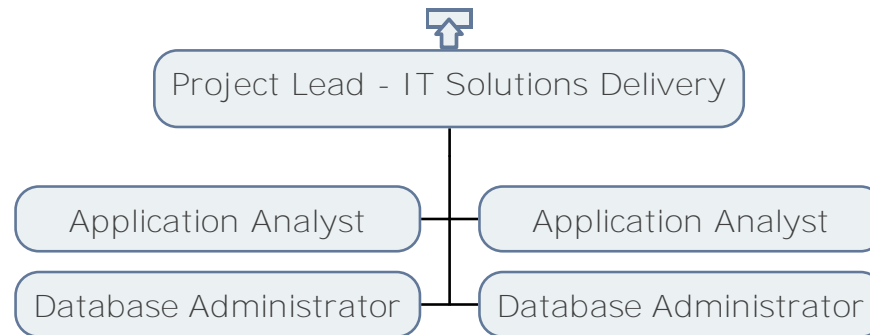 Project Lead - IT Solutions Delivery
Application Analyst
Application Analyst
Database Administrator
Database Administrator